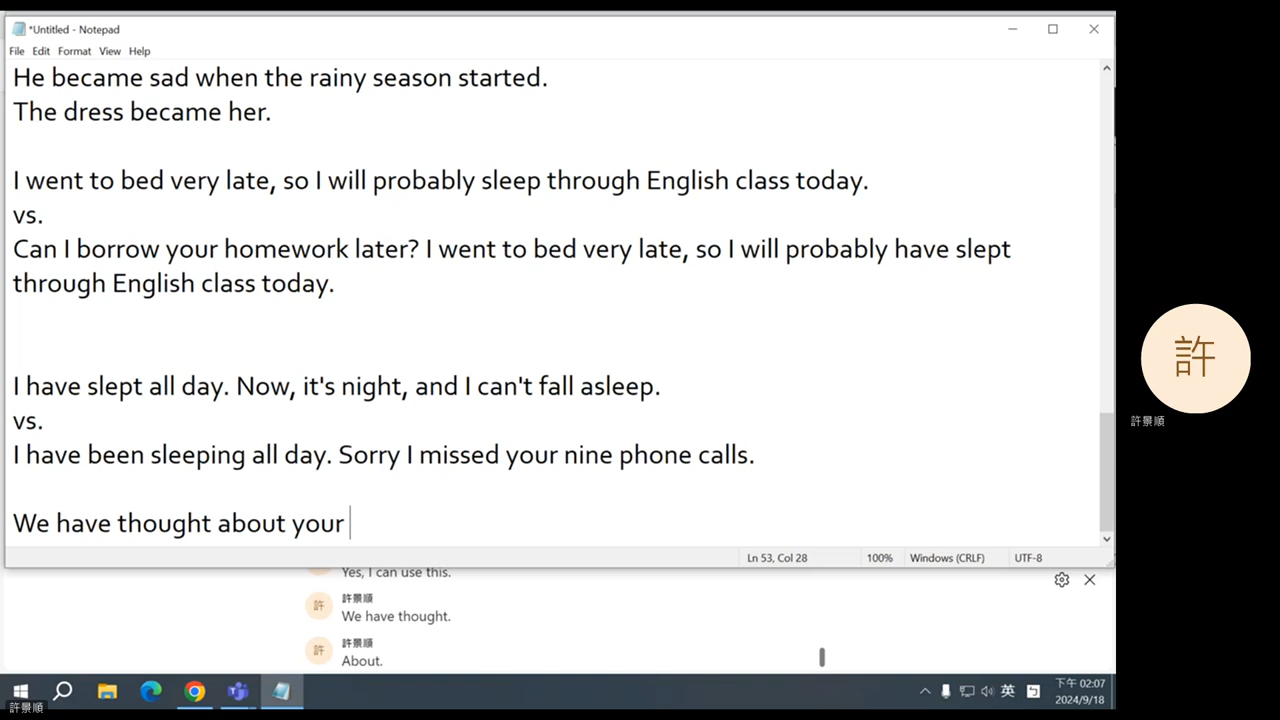 *Untitled - Notepad
File Edit Format View Help
He became sad when the rainy season started.
The dress became her.
I went to bed very late, so I will probably sleep through English class today.
vs.
Can I borrow your homework later? I went to bed very late, so I will probably have slept
through English class today.
I have slept all day. Now, it's night, and I can't fall asleep.
vs.
I have been sleeping all day. Sorry I missed your nine phone calls.
We have thought about your
Ln 53, Col 28 100% Windows (CRLF) UTF-8
Yes, I can use this.
許 許景順
We have thought.
許 許景順
About.
許
許景順
英 下午 02:07
2024/9/18
許景順